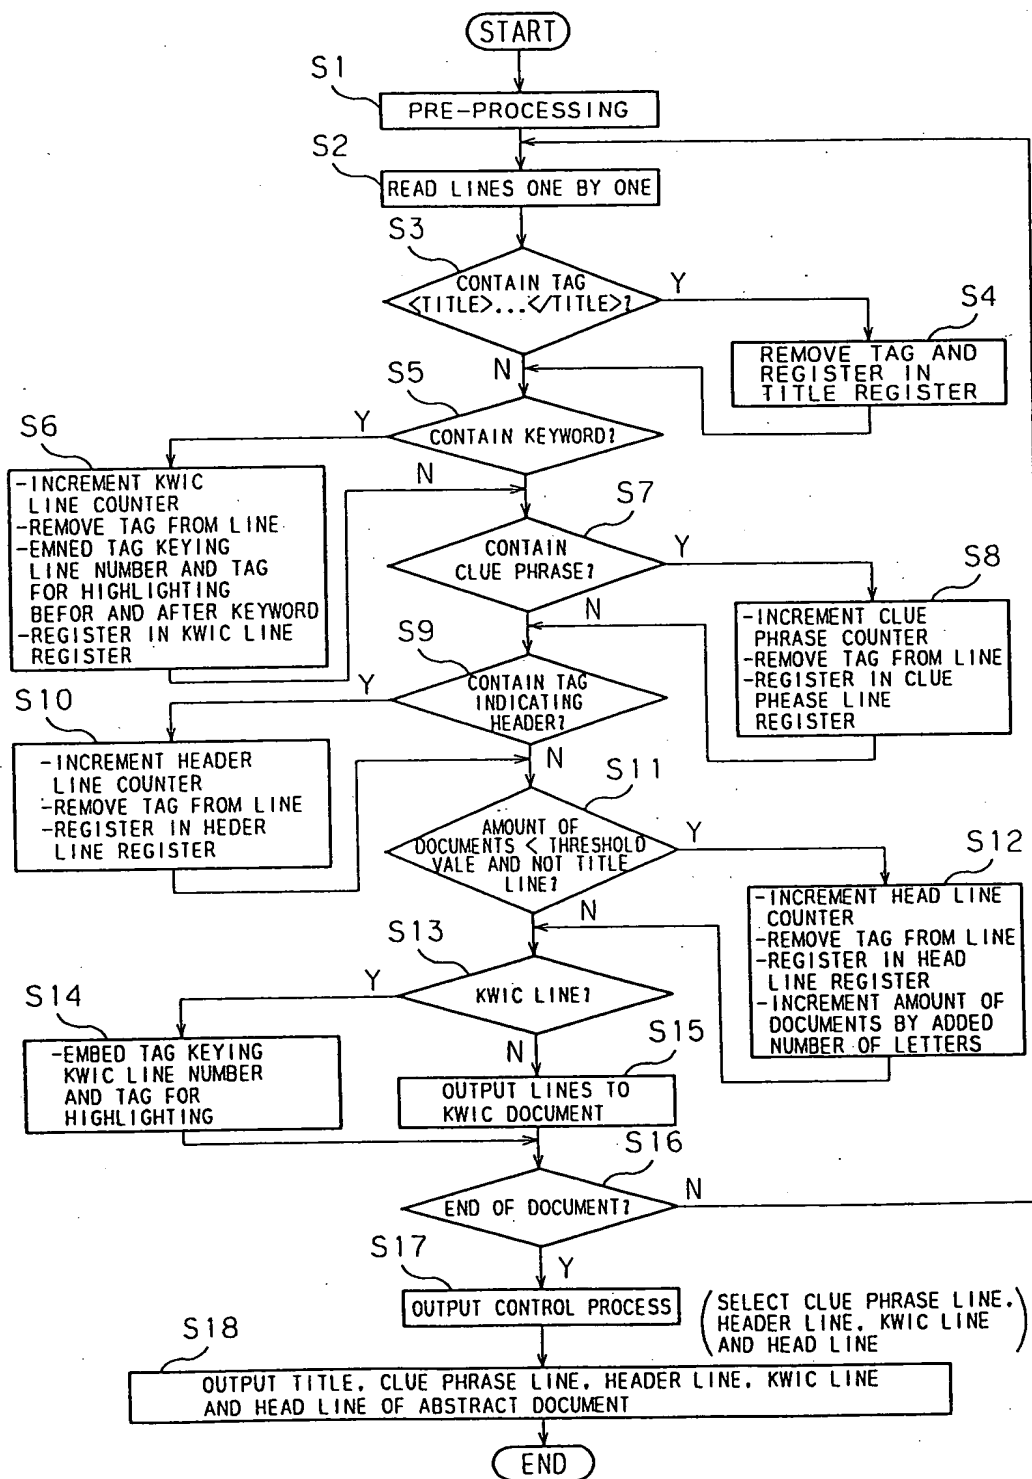 START
S1
PRE-PROCESSING
S2
READ LINES ONE BY ONE
S3
CONTAIN TAG
<TITLE>...</TITLE>?
Y
S4
REMOVE TAG AND
REGISTER IN
TITLE REGISTER
N
S5
CONTAIN KEYWORD?
Y
S6
-INCREMENT KWIC
LINE COUNTER
-REMOVE TAG FROM LINE
-EMNED TAG KEYING
LINE NUMBER AND TAG
FOR HIGHLIGHTING
BEFOR AND AFTER KEYWORD
-REGISTER IN KWIC LINE
REGISTER
N
S7
CONTAIN
CLUE PHRASE?
Y
S8
-INCREMENT CLUE
PHRASE COUNTER
-REMOVE TAG FROM LINE
-REGISTER IN CLUE
PHEASE LINE
REGISTER
N
S9
CONTAIN TAG
INDICATING
HEADER?
Y
S10
-INCREMENT HEADER
LINE COUNTER
-REMOVE TAG FROM LINE
-REGISTER IN HEDER
LINE REGISTER
N
S11
AMOUNT OF
DOCUMENTS < THRESHOLD
VALE AND NOT TITLE
LINE?
Y
S12
-INCREMENT HEAD LINE
COUNTER
-REMOVE TAG FROM LINE
-REGISTER IN HEAD
LINE REGISTER
-INCREMENT AMOUNT OF
DOCUMENTS BY ADDED
NUMBER OF LETTERS
N
S13
KWIC LINE?
Y
S14
-EMBED TAG KEYING
KWIC LINE NUMBER
AND TAG FOR
HIGHLIGHTING
N
S15
OUTPUT LINES TO
KWIC DOCUMENT
S16
END OF DOCUMENT?
N
Y
S17
OUTPUT CONTROL PROCESS
(SELECT CLUE PHRASE LINE,
HEADER LINE, KWIC LINE
AND HEAD LINE)
S18
OUTPUT TITLE, CLUE PHRASE LINE, HEADER LINE, KWIC LINE
AND HEAD LINE OF ABSTRACT DOCUMENT
END